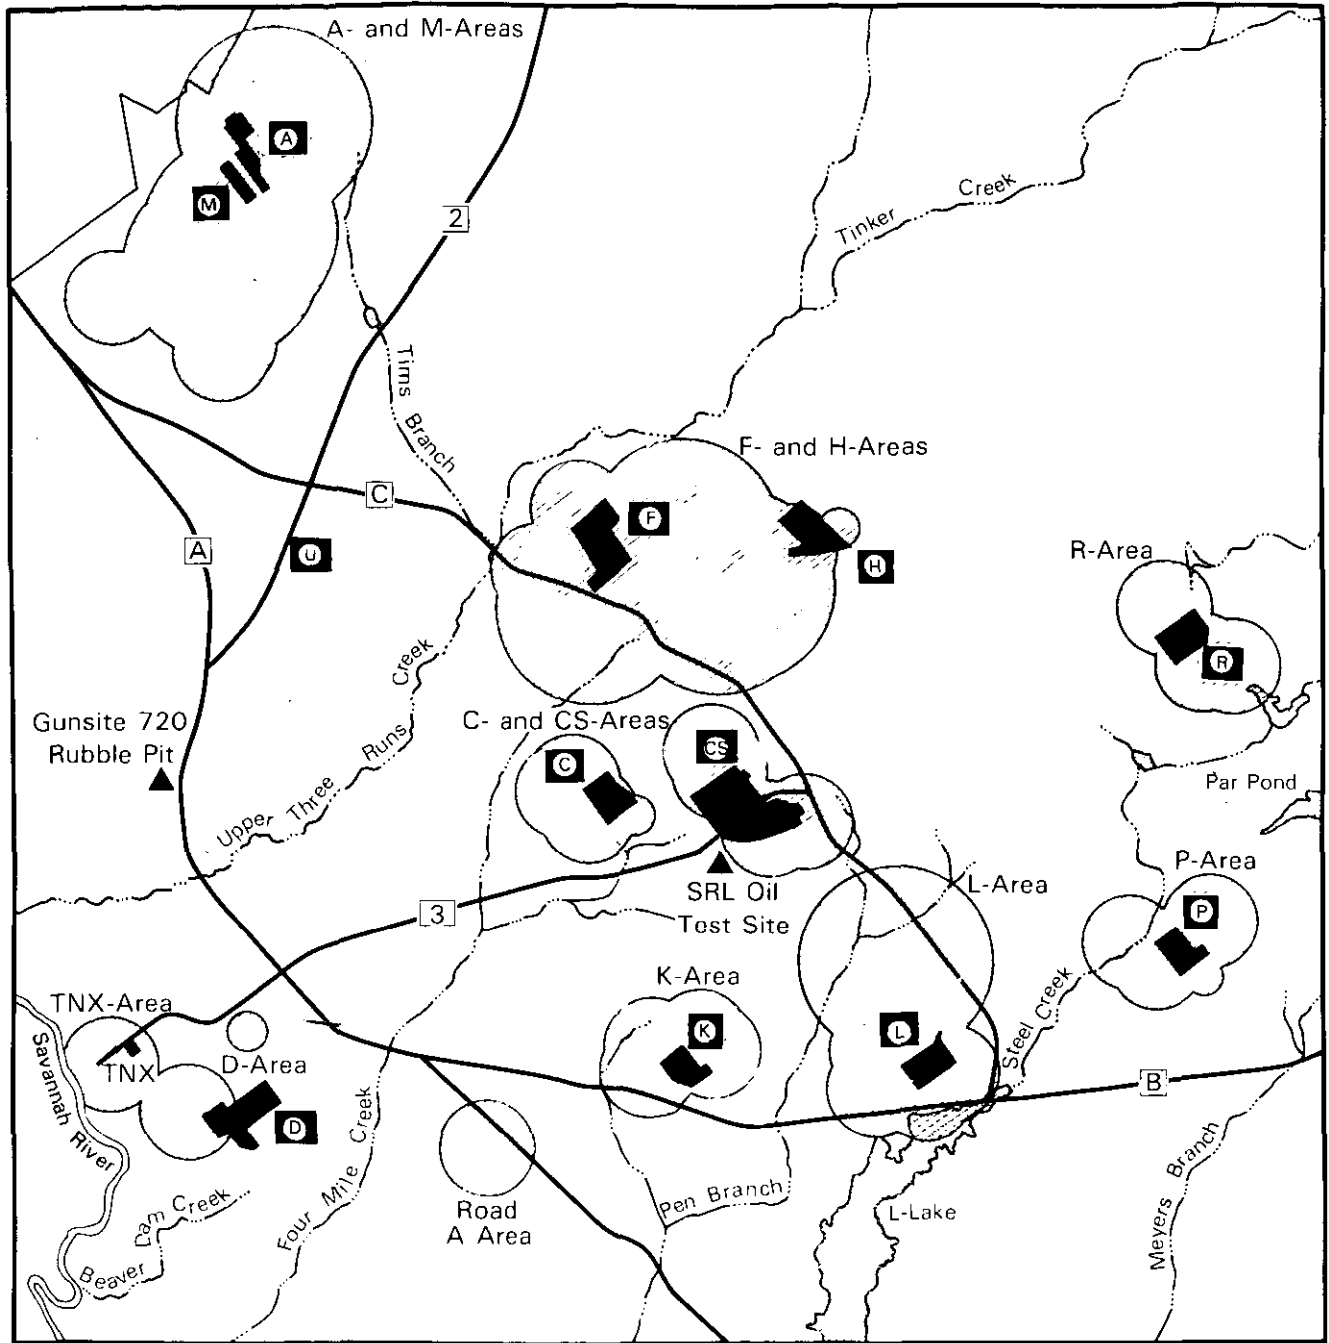 A- and M-Areas
A
M
2
Tinker Creek
Tims Branch
F- and H-Areas
C
F
A
U
H
R-Area
R
Upper Three Runs Creek
Gunsite 720
Rubble Pit
C- and CS-Areas
C
CS
Par Pond
P-Area
P
SRL Oil
Test Site
L-Area
3
K-Area
K
L
Steel Creek
TNX-Area
TNX
D-Area
D
B
Savannah River
Four Mile Creek
Beaver Dam Creek
Road
A Area
Pen Branch
L-Lake
Meyers Branch